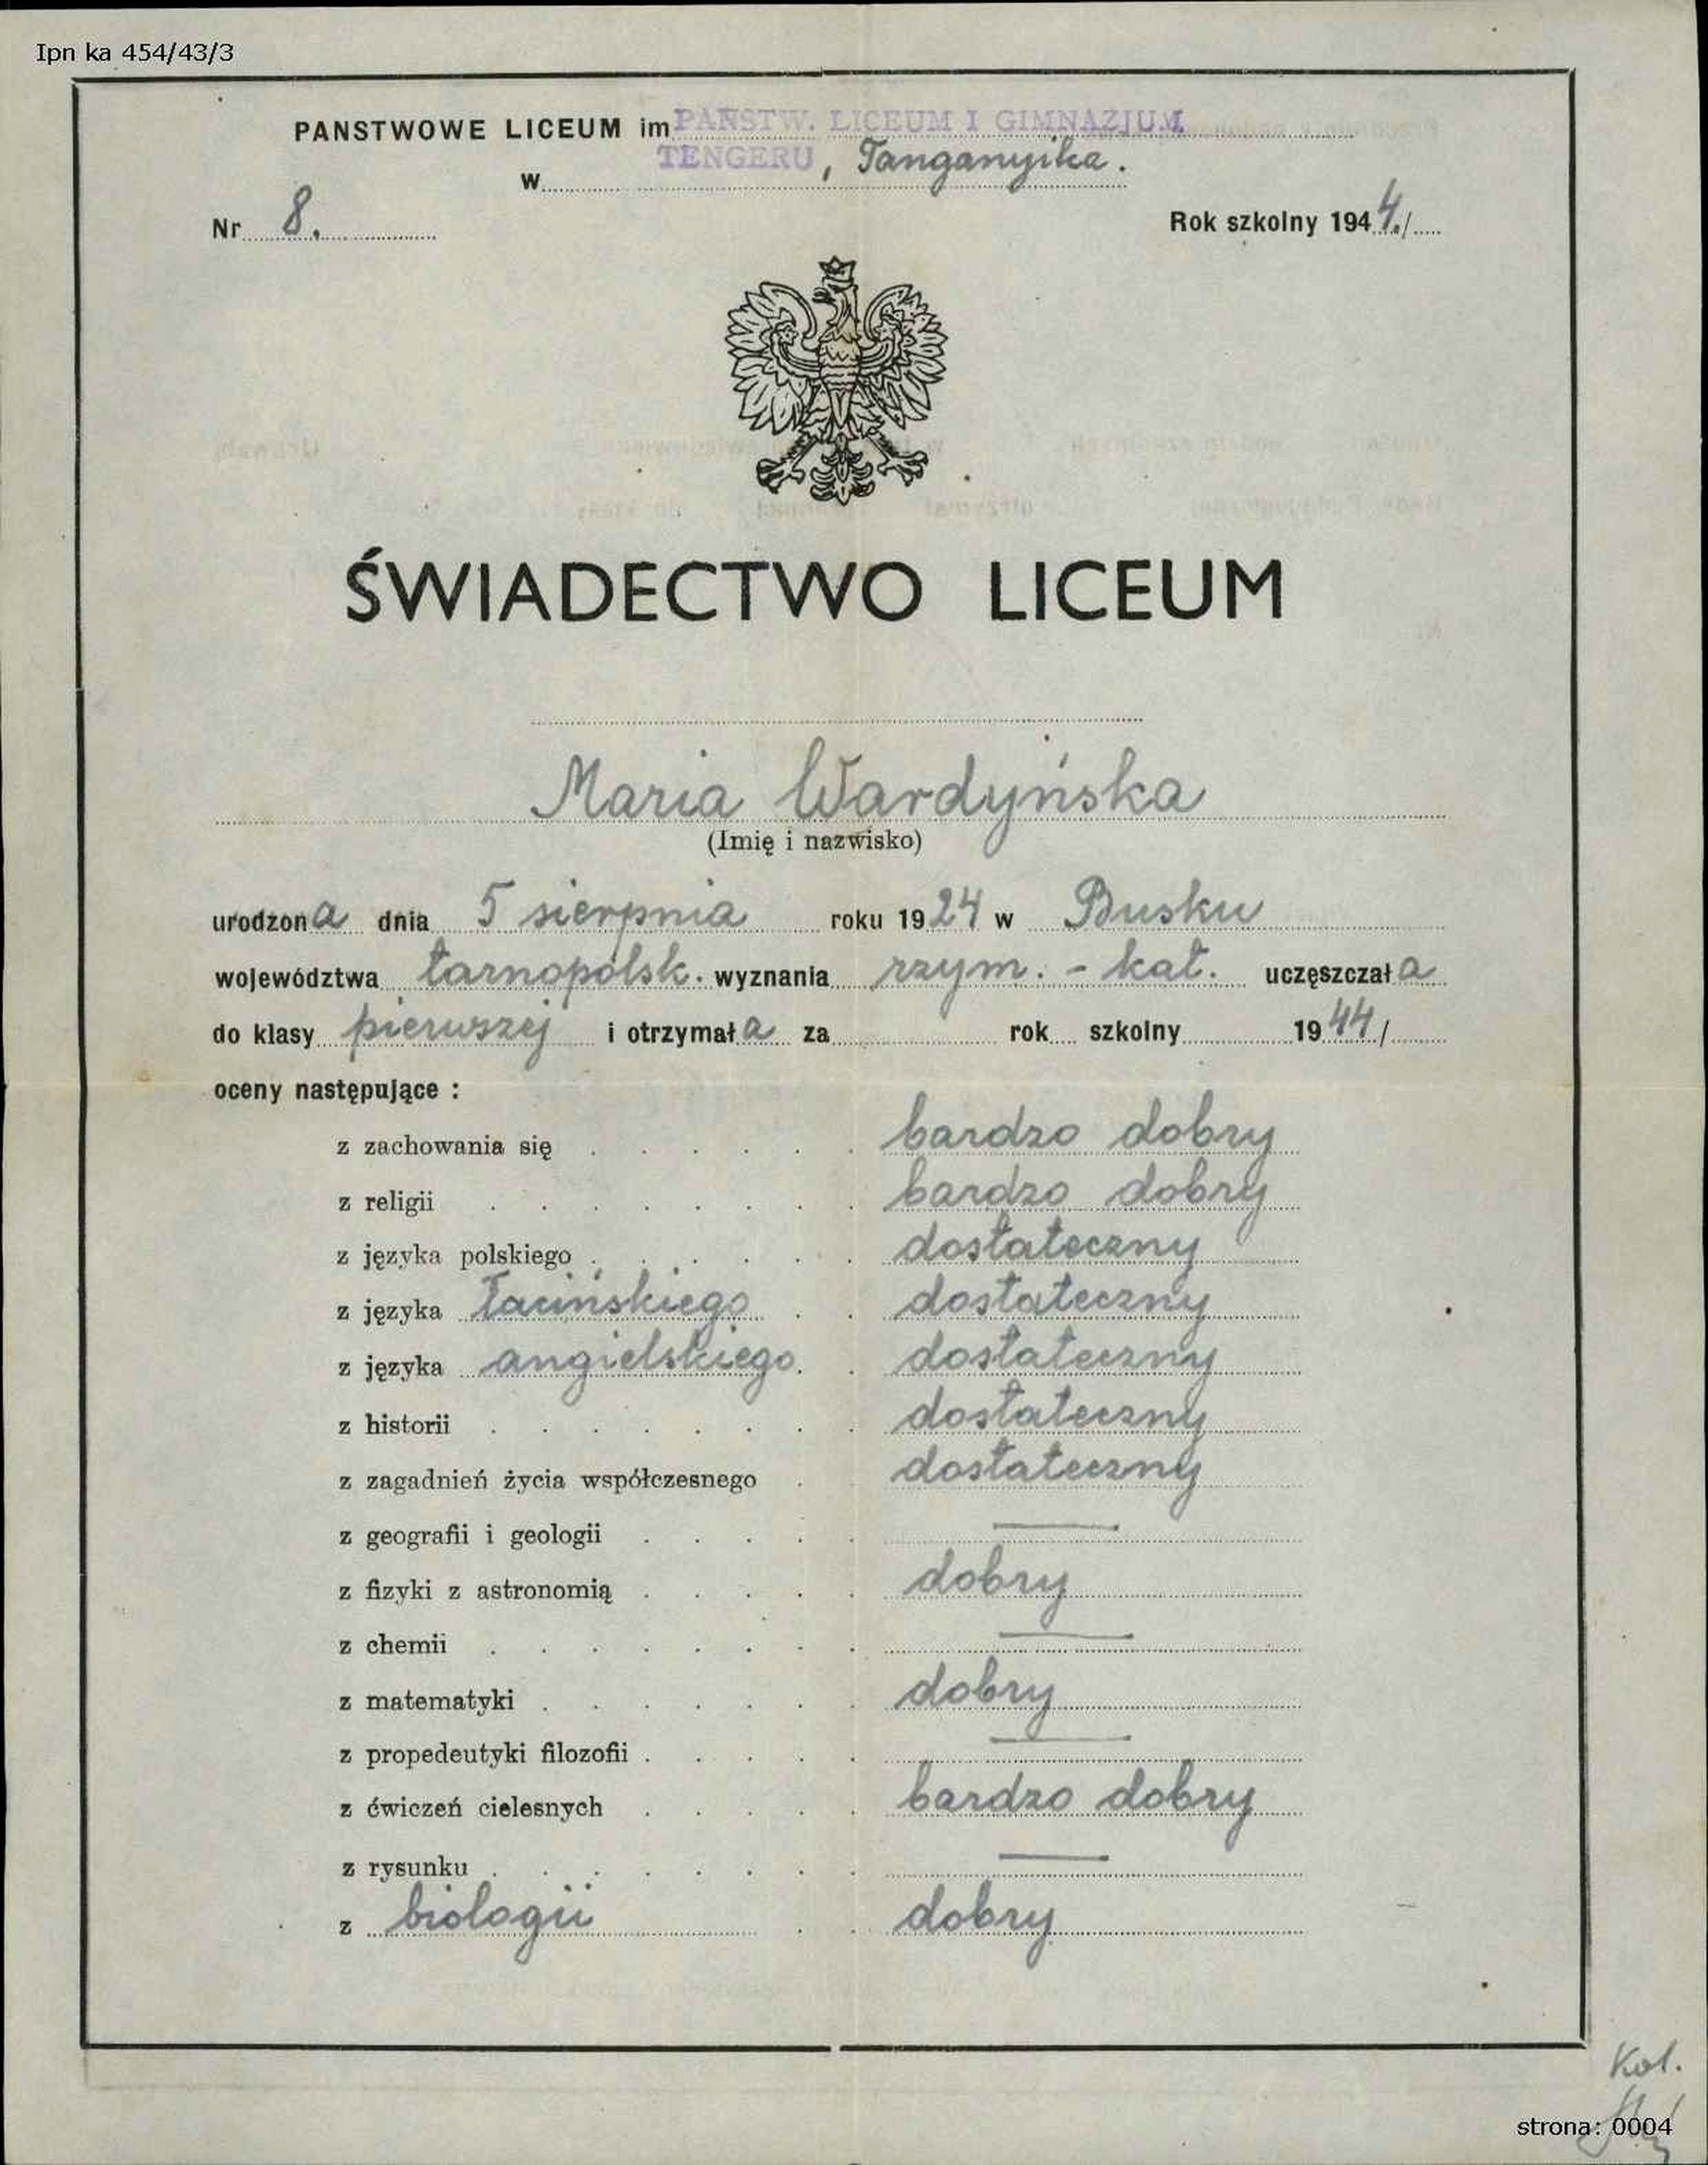 Ipn ka 454/43/3
PANSTWOWE LICEUM im PAŃSTW. LICEUM I GIMNAZJUM
w TENGERU, Tanganyika.
Nr 8. Rok szkolny 1944./
ŚWIADECTWO LICEUM
Maria Wardyńska
(Imię i nazwisko)
urodzona dnia 5 sierpnia roku 1924 w Busku
województwa tarnopolsk. wyznania rzym. - kat. uczęszczała
do klasy pierwszej i otrzymała za rok szkolny 1944/
oceny następujące :
z zachowania się bardzo dobry
z religii bardzo dobry
z języka polskiego dostateczny
z języka łacińskiego dostateczny
z języka angielskiego dostateczny
z historii dostateczny
z zagadnień życia współczesnego dostateczny
z geografii i geologii —
z fizyki z astronomią dobry
z chemii —
z matematyki dobry
z propedeutyki filozofii —
z ćwiczeń cielesnych bardzo dobry
z rysunku —
z biologii dobry
Kol.
strona: 0004